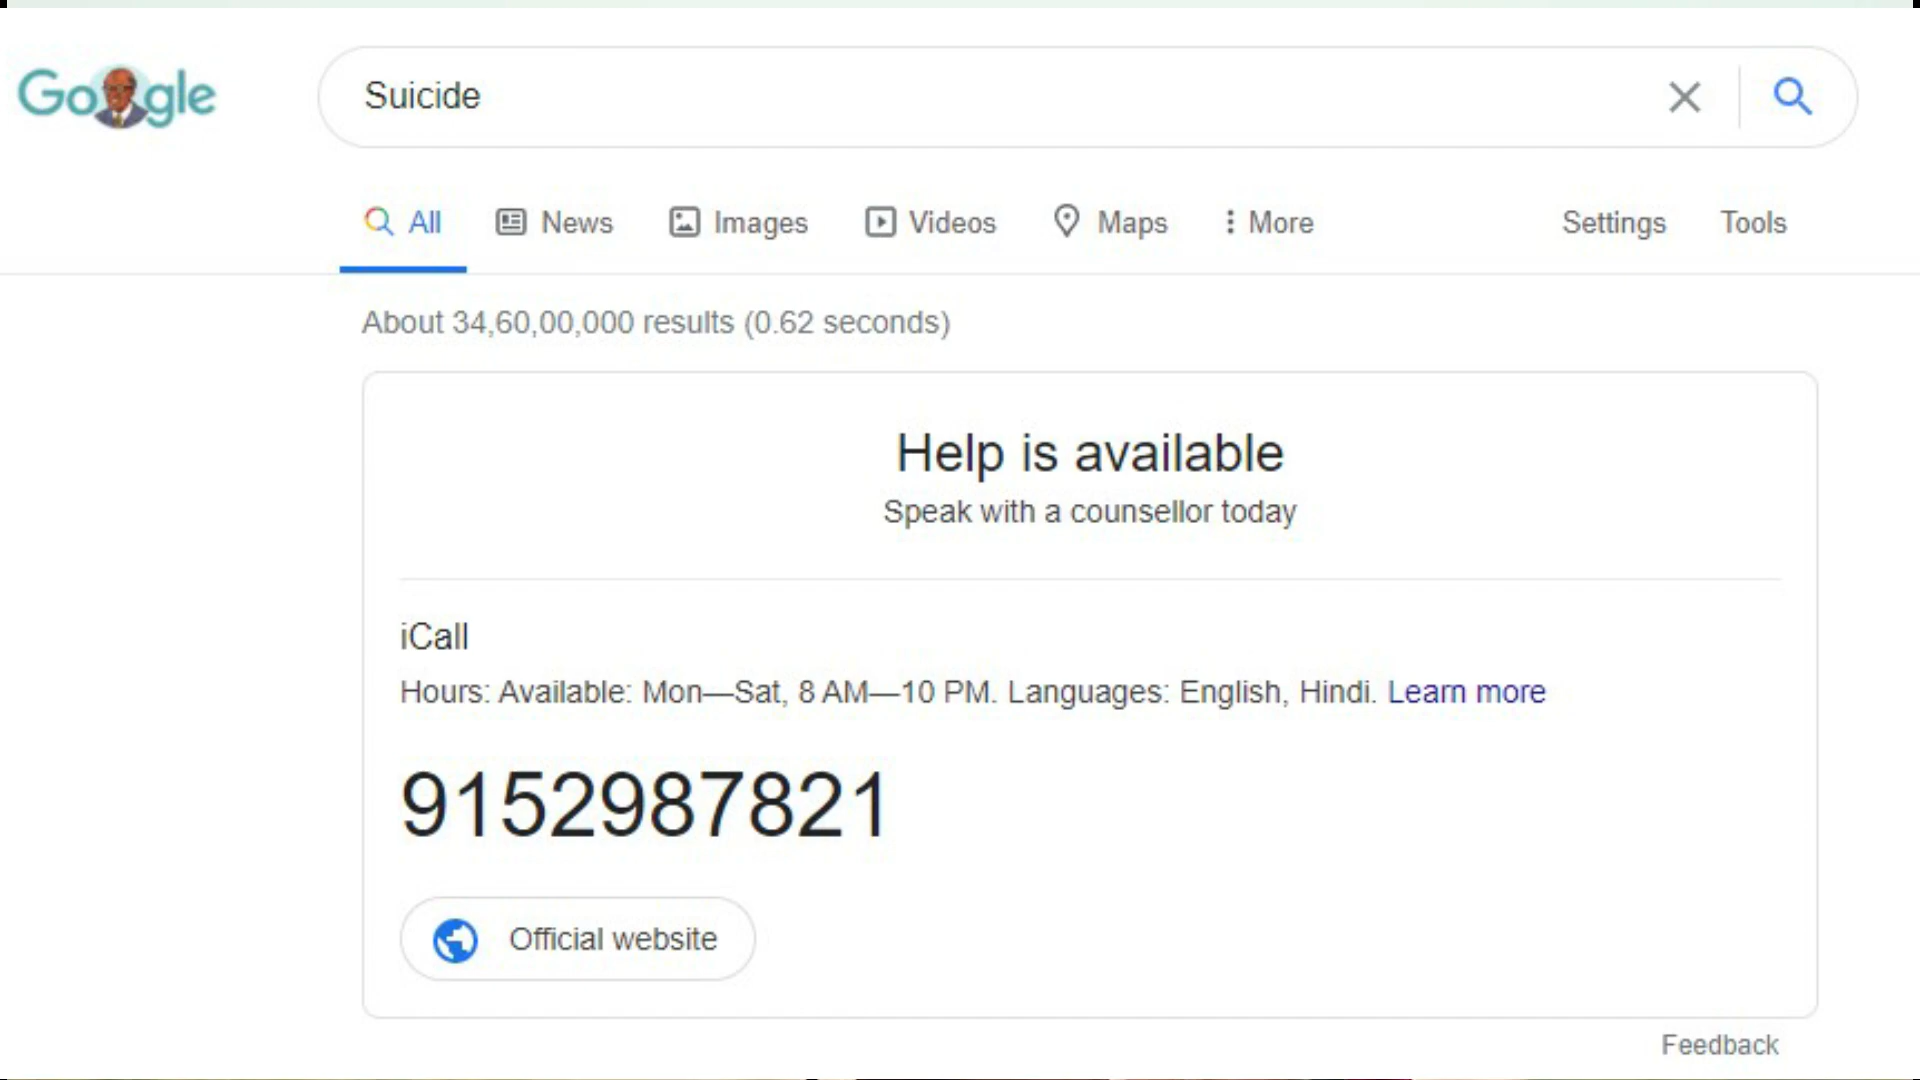 Google
Suicide
All News Images Videos Maps More Settings Tools
About 34,60,00,000 results (0.62 seconds)
Help is available
Speak with a counsellor today
iCall
Hours: Available: Mon—Sat, 8 AM—10 PM. Languages: English, Hindi. Learn more
9152987821
Official website
Feedback